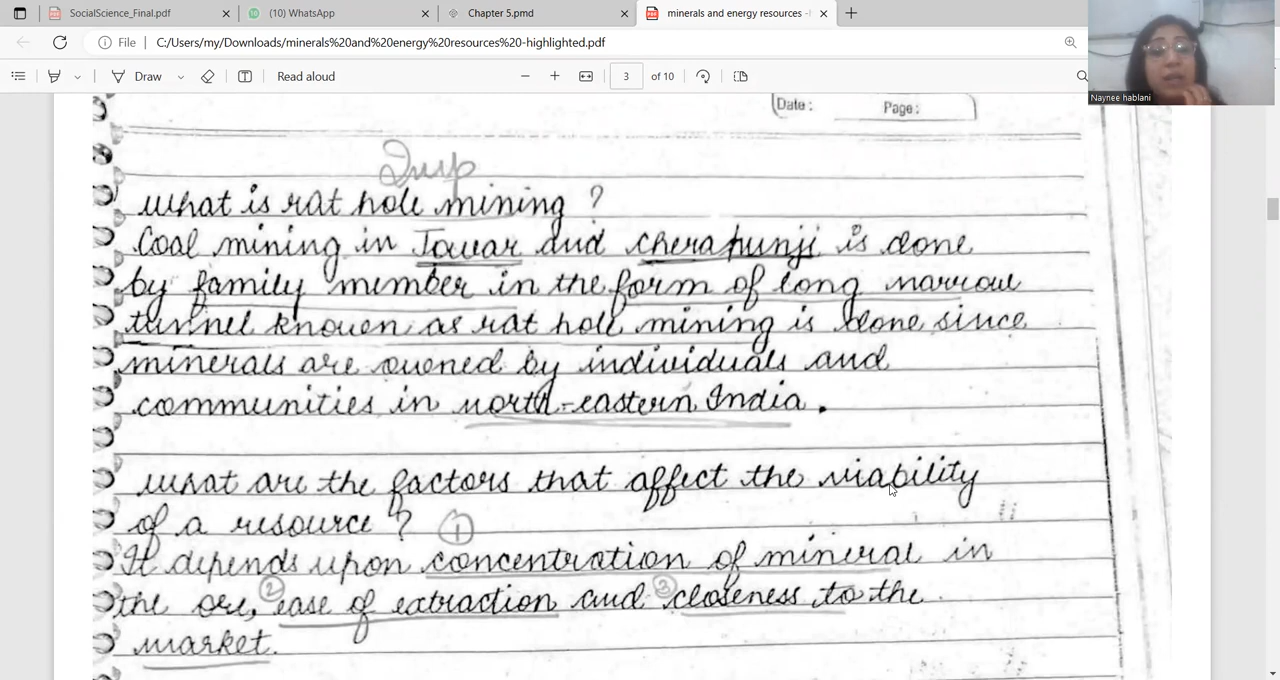 SocialScience_Final.pdf
(10) WhatsApp
Chapter 5.pmd
minerals and energy resources -
File
C:/Users/my/Downloads/minerals%20and%20energy%20resources%20-highlighted.pdf
Draw
Read aloud
3
of 10
Naynee hablani
Date :
Page :
Imp
what is rat hole mining ?
Coal mining in Jowai and cherapunji is done
by family member in the form of long narrow
tunnel known as rat hole mining is done since
minerals are owned by individuals and
communities in north-eastern India.
what are the factors that affect the viability
of a resource ? ①
It depends upon concentration of mineral in
the ore, ② ease of extraction and ③ closeness to the
market.